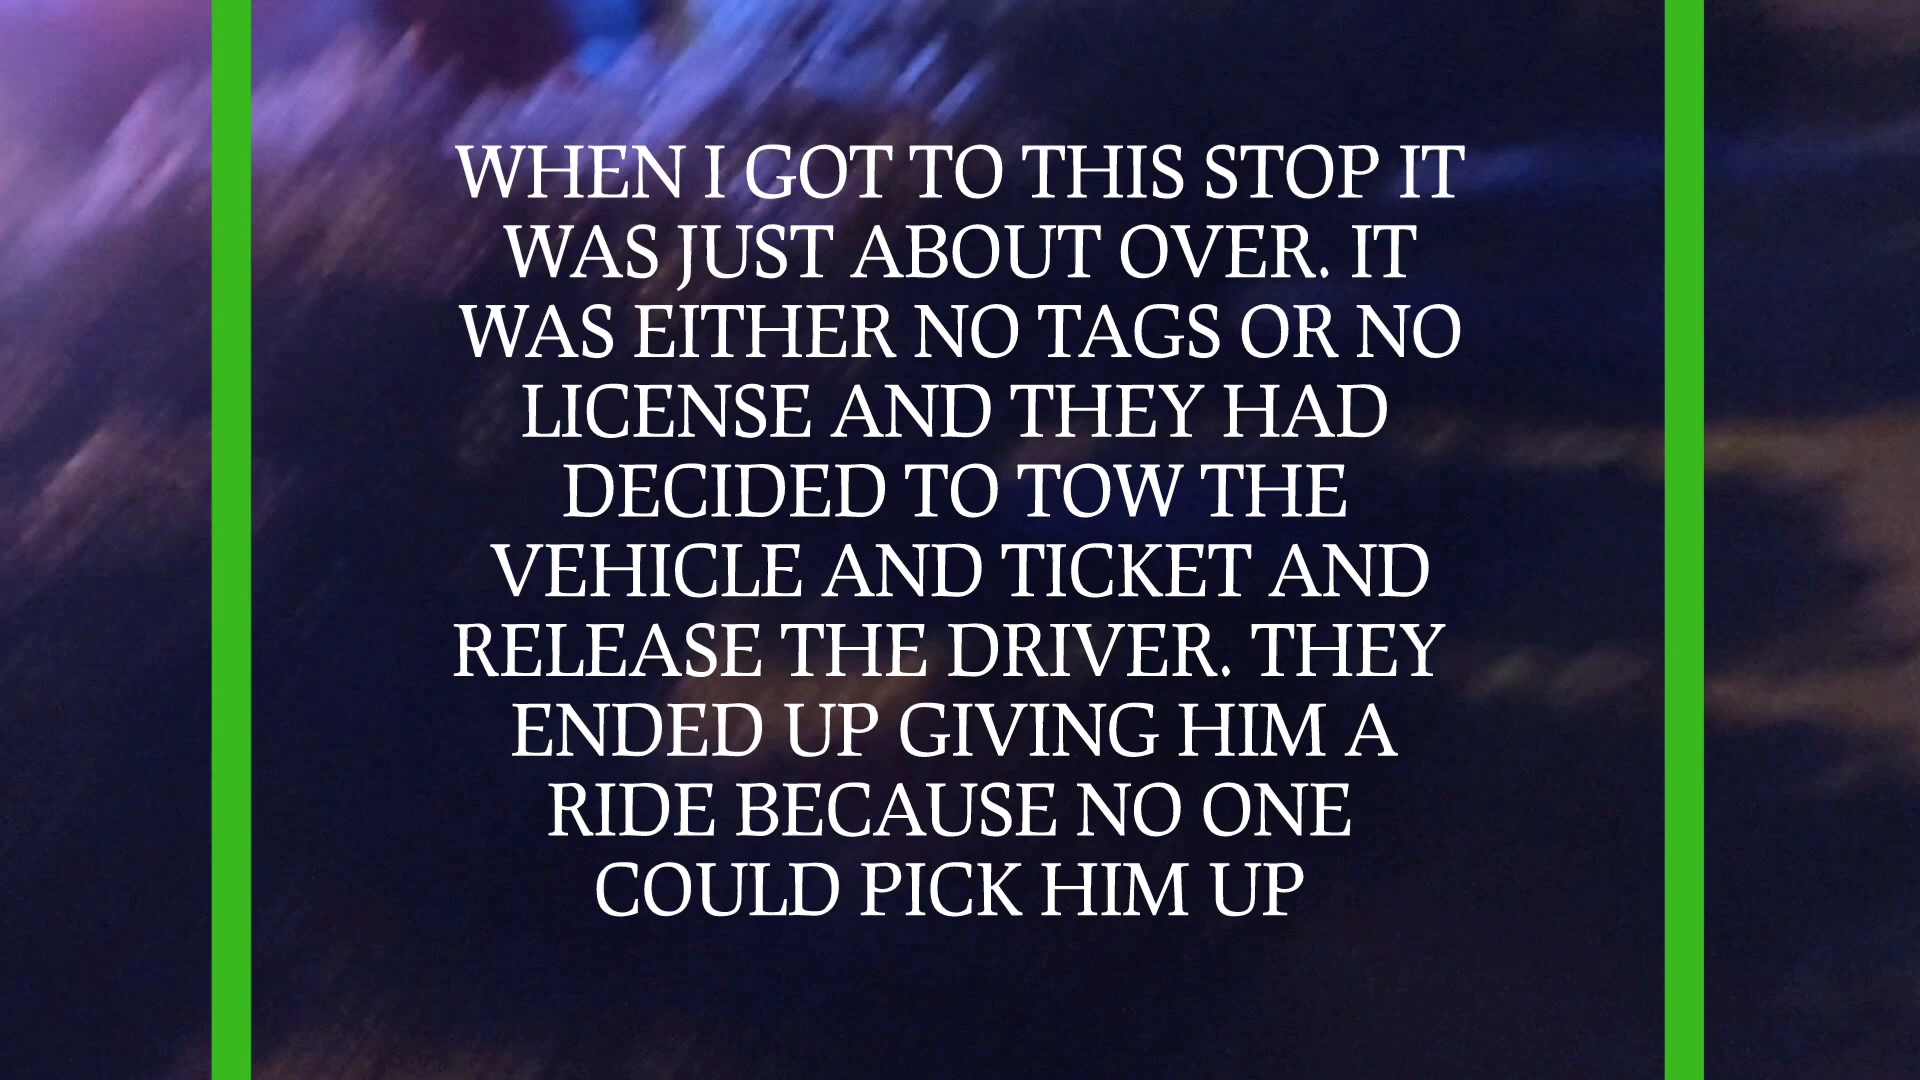 WHEN I GOT TO THIS STOP IT
WAS JUST ABOUT OVER. IT
WAS EITHER NO TAGS OR NO
LICENSE AND THEY HAD
DECIDED TO TOW THE
VEHICLE AND TICKET AND
RELEASE THE DRIVER. THEY
ENDED UP GIVING HIM A
RIDE BECAUSE NO ONE
COULD PICK HIM UP